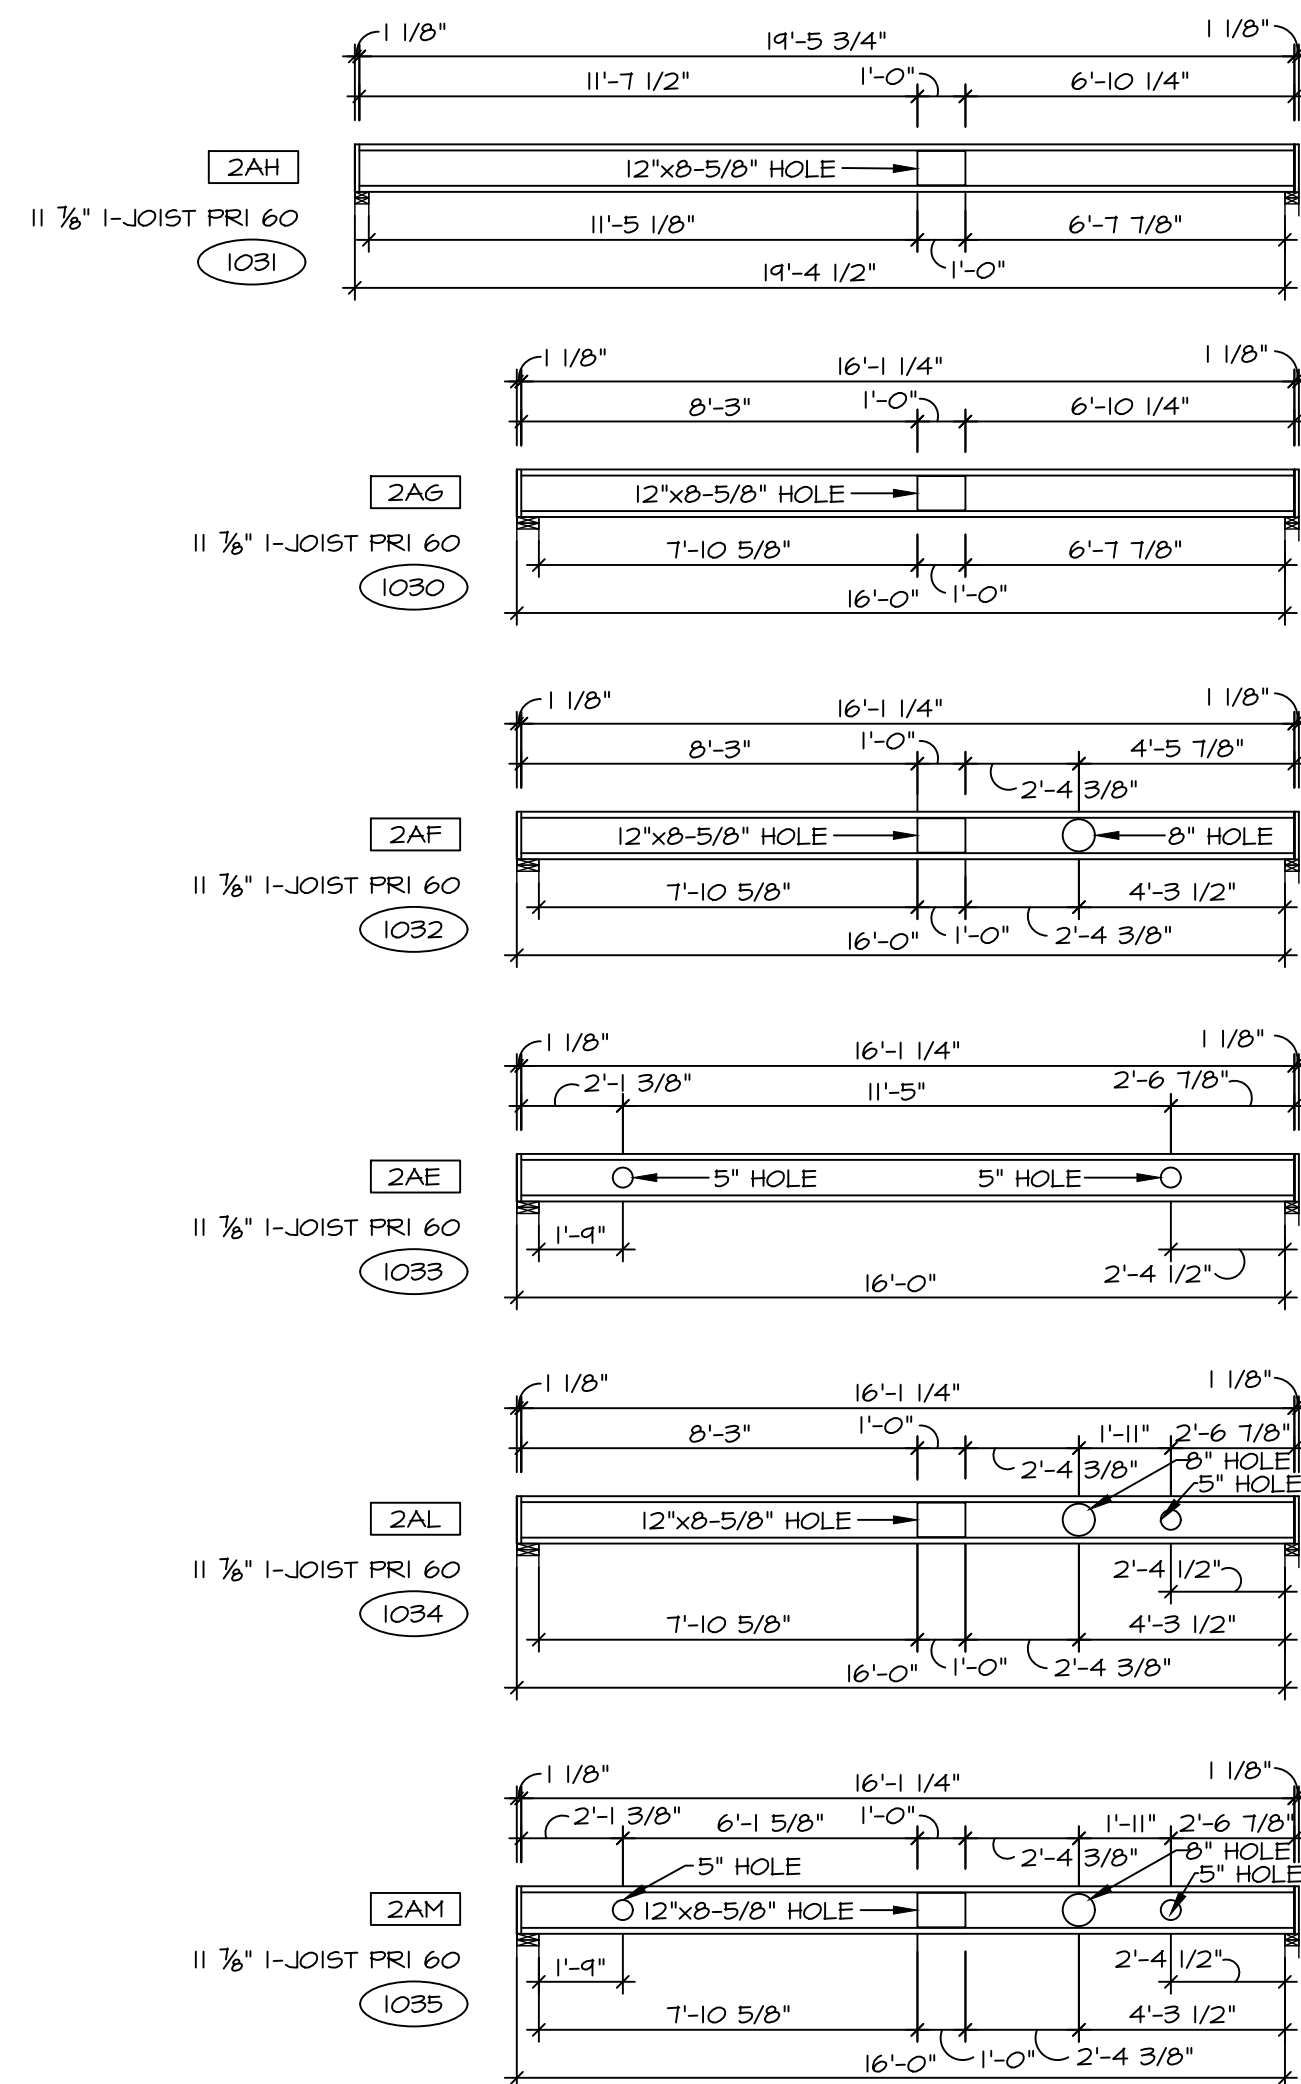 1 1/8" 19'-5 3/4" 1 1/8"
11'-7 1/2" 1'-0" 6'-10 1/4"
2AH 12"x8-5/8" HOLE
11 7/8" I-JOIST PRI 60
11'-5 1/8" 6'-7 7/8"
1031 1'-0"
19'-4 1/2"
1 1/8" 16'-1 1/4" 1 1/8"
8'-3" 1'-0" 6'-10 1/4"
2AG 12"x8-5/8" HOLE
11 7/8" I-JOIST PRI 60
7'-10 5/8" 6'-7 7/8"
1030 16'-0" 1'-0"
1 1/8" 16'-1 1/4" 1 1/8"
8'-3" 1'-0" 4'-5 7/8"
2'-4 3/8"
2AF 12"x8-5/8" HOLE 8" HOLE
11 7/8" I-JOIST PRI 60
7'-10 5/8" 4'-3 1/2"
1032 16'-0" 1'-0" 2'-4 3/8"
1 1/8" 16'-1 1/4" 1 1/8"
2'-1 3/8" 11'-5" 2'-6 7/8"
2AE 5" HOLE 5" HOLE
11 7/8" I-JOIST PRI 60
1'-9"
1033 16'-0" 2'-4 1/2"
1 1/8" 16'-1 1/4" 1 1/8"
8'-3" 1'-0" 1'-11" 2'-6 7/8"
2'-4 3/8" 8" HOLE
5" HOLE
2AL 12"x8-5/8" HOLE
11 7/8" I-JOIST PRI 60 2'-4 1/2"
1034 7'-10 5/8" 4'-3 1/2"
16'-0" 1'-0" 2'-4 3/8"
1 1/8" 16'-1 1/4" 1 1/8"
2'-1 3/8" 6'-1 5/8" 1'-0" 1'-11" 2'-6 7/8"
2'-4 3/8" 8" HOLE
5" HOLE 5" HOLE
2AM 12"x8-5/8" HOLE
11 7/8" I-JOIST PRI 60 1'-9" 2'-4 1/2"
1035 7'-10 5/8" 4'-3 1/2"
16'-0" 1'-0" 2'-4 3/8"